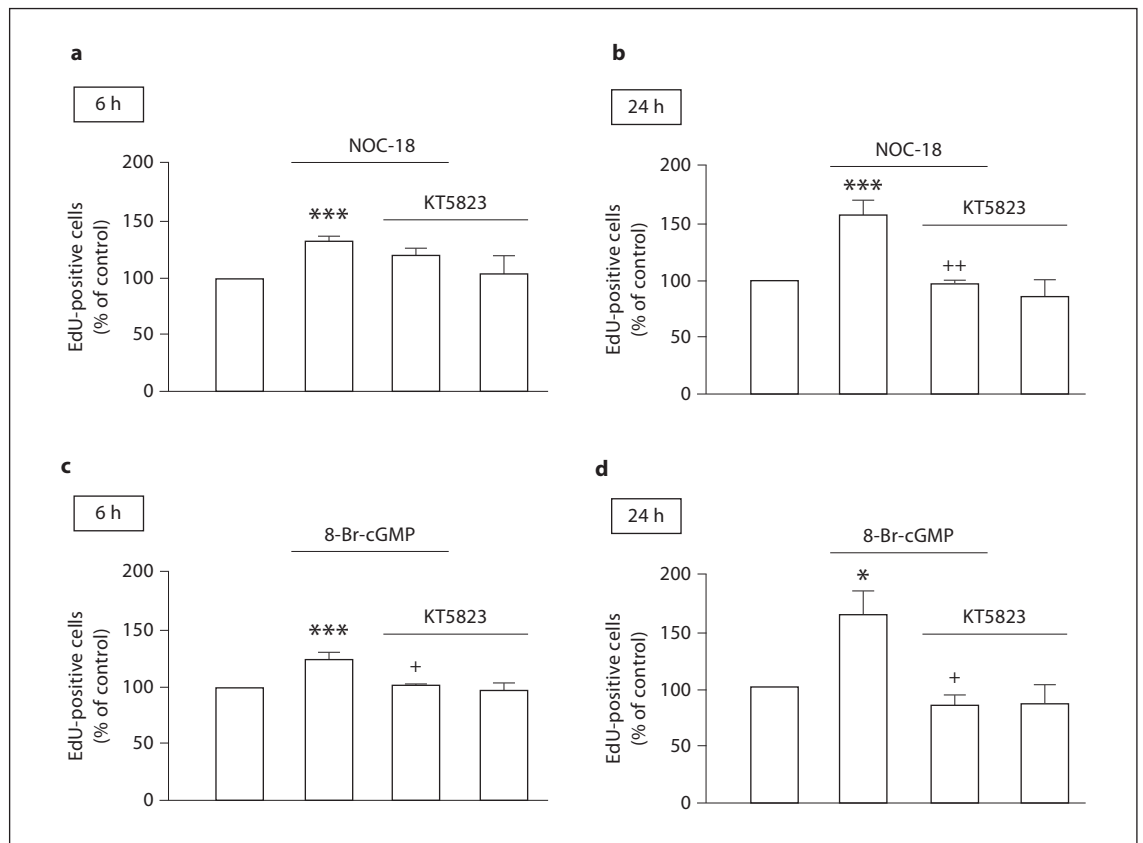 a
6 h
NOC-18
KT5823
200
150
100
50
0
EdU-positive cells
(% of control)
***
b
24 h
NOC-18
KT5823
200
150
100
50
0
EdU-positive cells
(% of control)
***
++
c
6 h
8-Br-cGMP
KT5823
200
150
100
50
0
EdU-positive cells
(% of control)
***
+
d
24 h
8-Br-cGMP
KT5823
200
150
100
50
0
EdU-positive cells
(% of control)
*
+